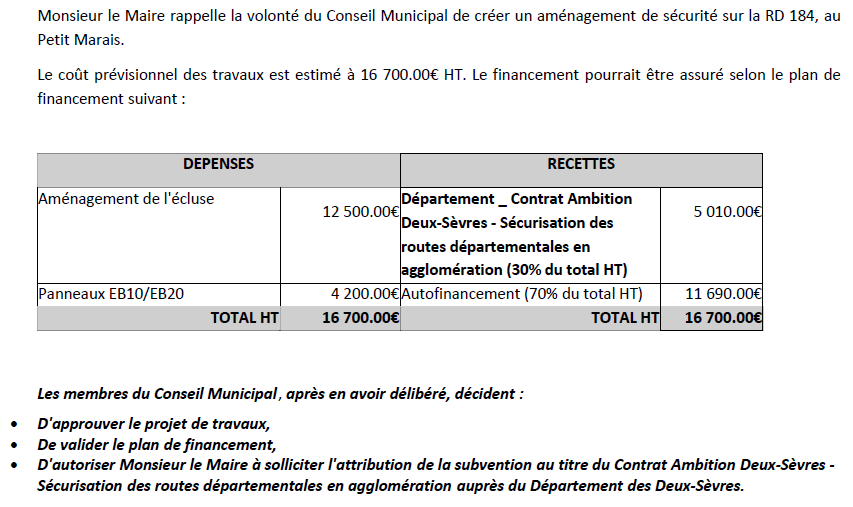 Monsieur le Maire rappelle la volonté du Conseil Municipal de créer un aménagement de sécurité sur la RD 184, au
Petit Marais.
Le coût prévisionnel des travaux est estimé à 16 700.00€ HT. Le financement pourrait être assuré selon le plan de
financement suivant :
DEPENSES RECETTES
Aménagement de l'écluse 12 500.00€ Département _ Contrat Ambition 5 010.00€
Deux-Sèvres - Sécurisation des
routes départementales en
agglomération (30% du total HT)
Panneaux EB10/EB20 4 200.00€ Autofinancement (70% du total HT) 11 690.00€
TOTAL HT 16 700.00€ TOTAL HT 16 700.00€
Les membres du Conseil Municipal, après en avoir délibéré, décident :
• D'approuver le projet de travaux,
• De valider le plan de financement,
• D'autoriser Monsieur le Maire à solliciter l'attribution de la subvention au titre du Contrat Ambition Deux-Sèvres -
Sécurisation des routes départementales en agglomération auprès du Département des Deux-Sèvres.